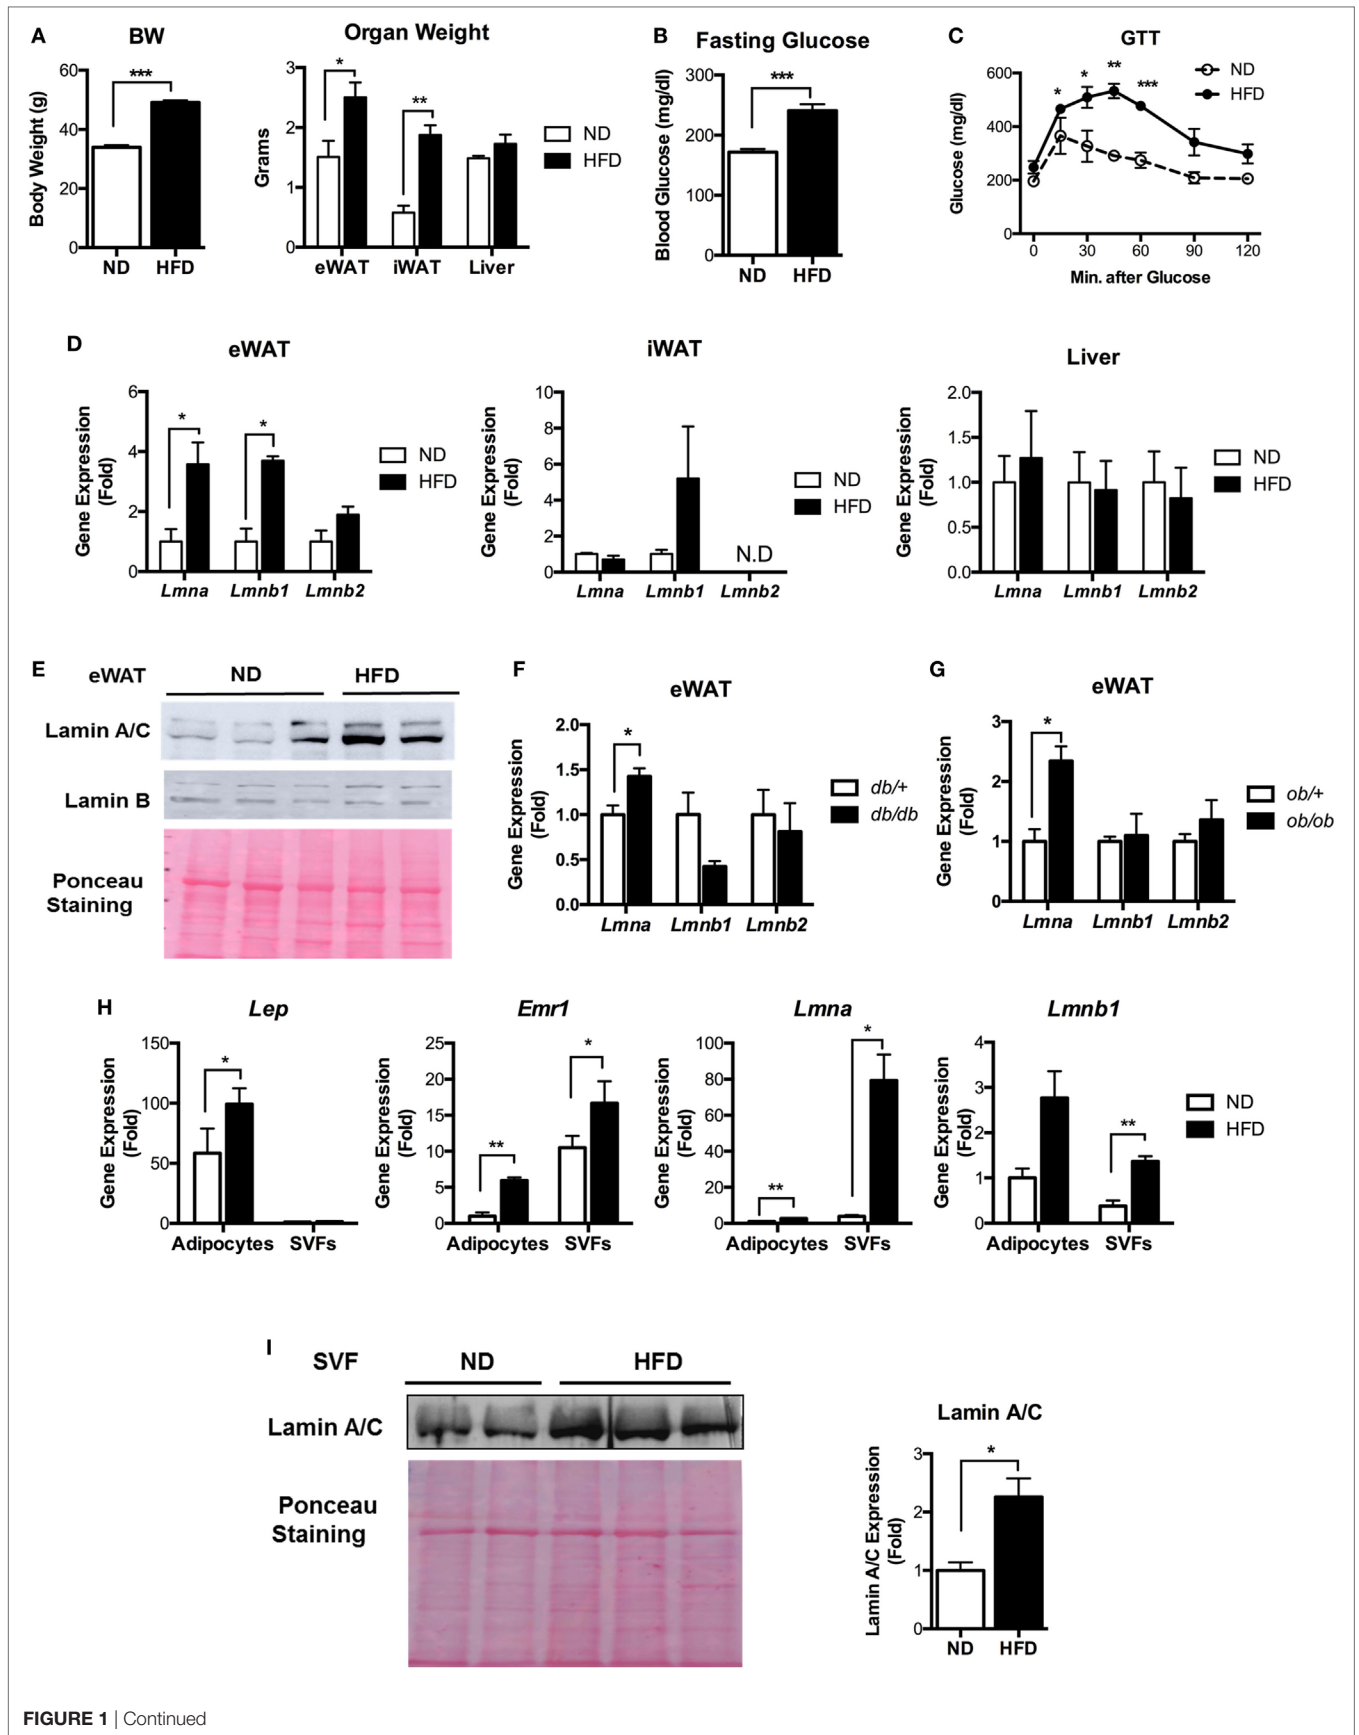 A
BW
Body Weight (g)
60
40
20
0
***
ND
HFD
Organ Weight
Grams
3
2
1
0
*
**
eWAT
iWAT
Liver
ND
HFD
B
Fasting Glucose
Blood Glucose (mg/dl)
300
200
100
0
***
ND
HFD
C
GTT
Glucose (mg/dl)
600
400
200
0
*
*
**
***
ND
HFD
0
30
60
90
120
Min. after Glucose
D
eWAT
Gene Expression
(Fold)
6
4
2
0
*
*
Lmna
Lmnb1
Lmnb2
ND
HFD
iWAT
Gene Expression
(Fold)
10
8
6
4
2
0
N.D
Lmna
Lmnb1
Lmnb2
ND
HFD
Liver
Gene Expression
(Fold)
2.0
1.5
1.0
0.5
0.0
Lmna
Lmnb1
Lmnb2
ND
HFD
E
eWAT
ND
HFD
Lamin A/C
Lamin B
Ponceau
Staining
F
eWAT
Gene Expression
(Fold)
2.0
1.5
1.0
0.5
0.0
*
Lmna
Lmnb1
Lmnb2
db/+
db/db
G
eWAT
Gene Expression
(Fold)
3
2
1
0
*
Lmna
Lmnb1
Lmnb2
ob/+
ob/ob
H
Lep
Gene Expression
(Fold)
150
100
50
0
*
Adipocytes
SVFs
Emr1
Gene Expression
(Fold)
25
20
15
10
5
0
**
*
Adipocytes
SVFs
Lmna
Gene Expression
(Fold)
100
80
60
40
20
0
**
*
Adipocytes
SVFs
Lmnb1
Gene Expression
(Fold)
4
3
2
1
0
**
Adipocytes
SVFs
ND
HFD
I
SVF
ND
HFD
Lamin A/C
Ponceau
Staining
Lamin A/C
Lamin A/C Expression
(Fold)
3
2
1
0
*
ND
HFD
FIGURE 1 | Continued